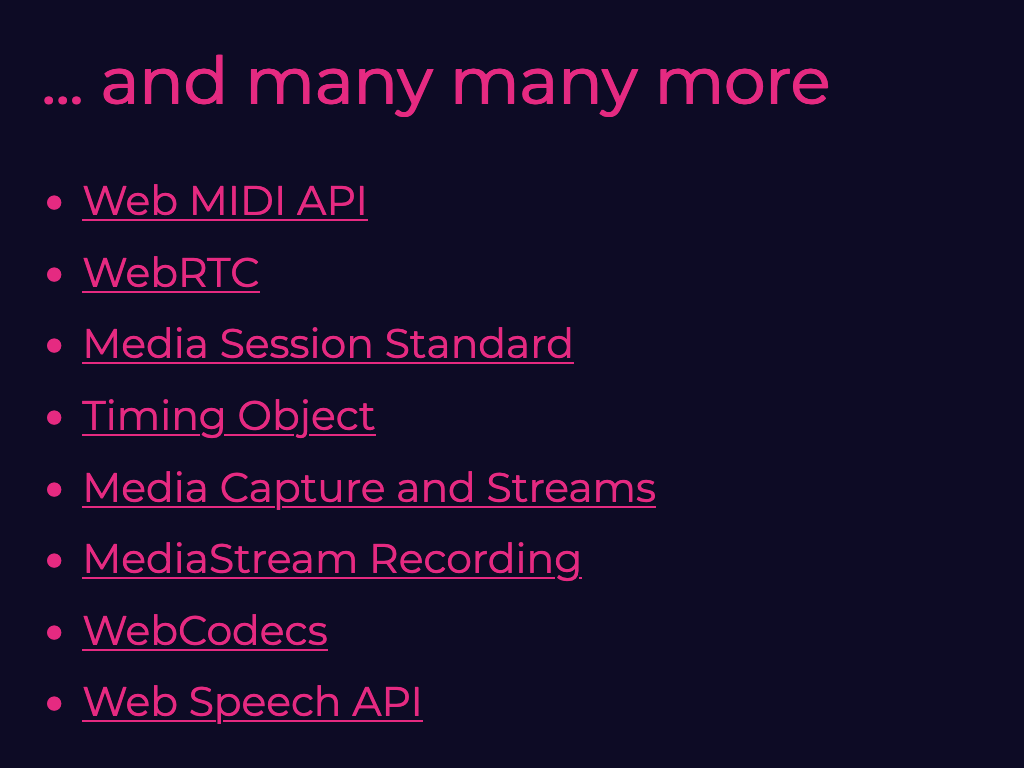 ... and many many more
• Web MIDI API
• WebRTC
• Media Session Standard
• Timing Object
• Media Capture and Streams
• MediaStream Recording
• WebCodecs
• Web Speech API